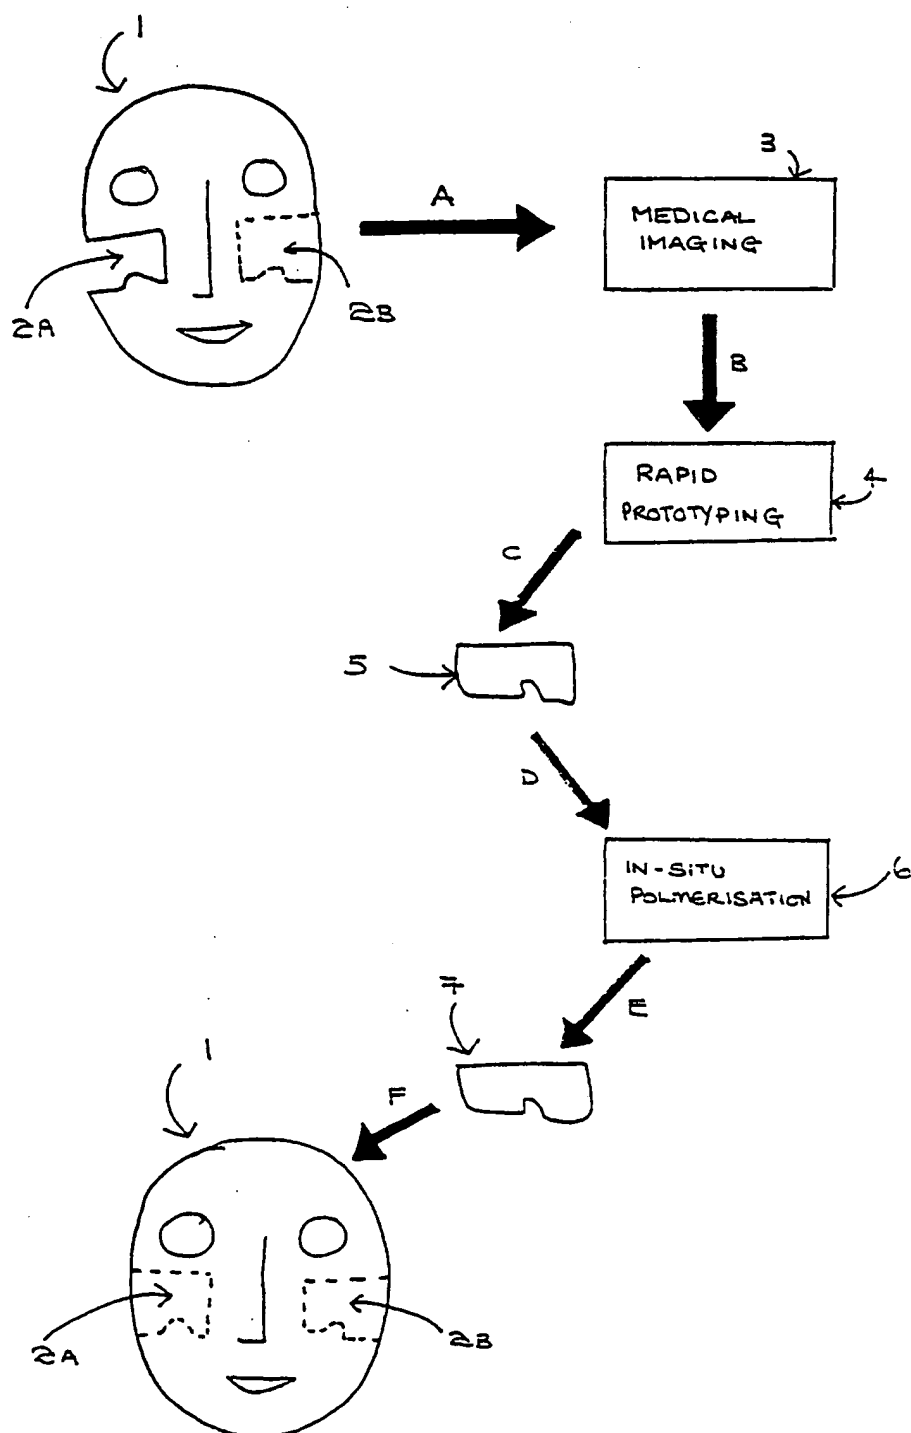 1
A
3
MEDICAL
IMAGING
2A
2B
B
RAPID
PROTOTYPING
4
C
5
D
IN-SITU
POLMERISATION
6
E
7
1
F
2A
2B